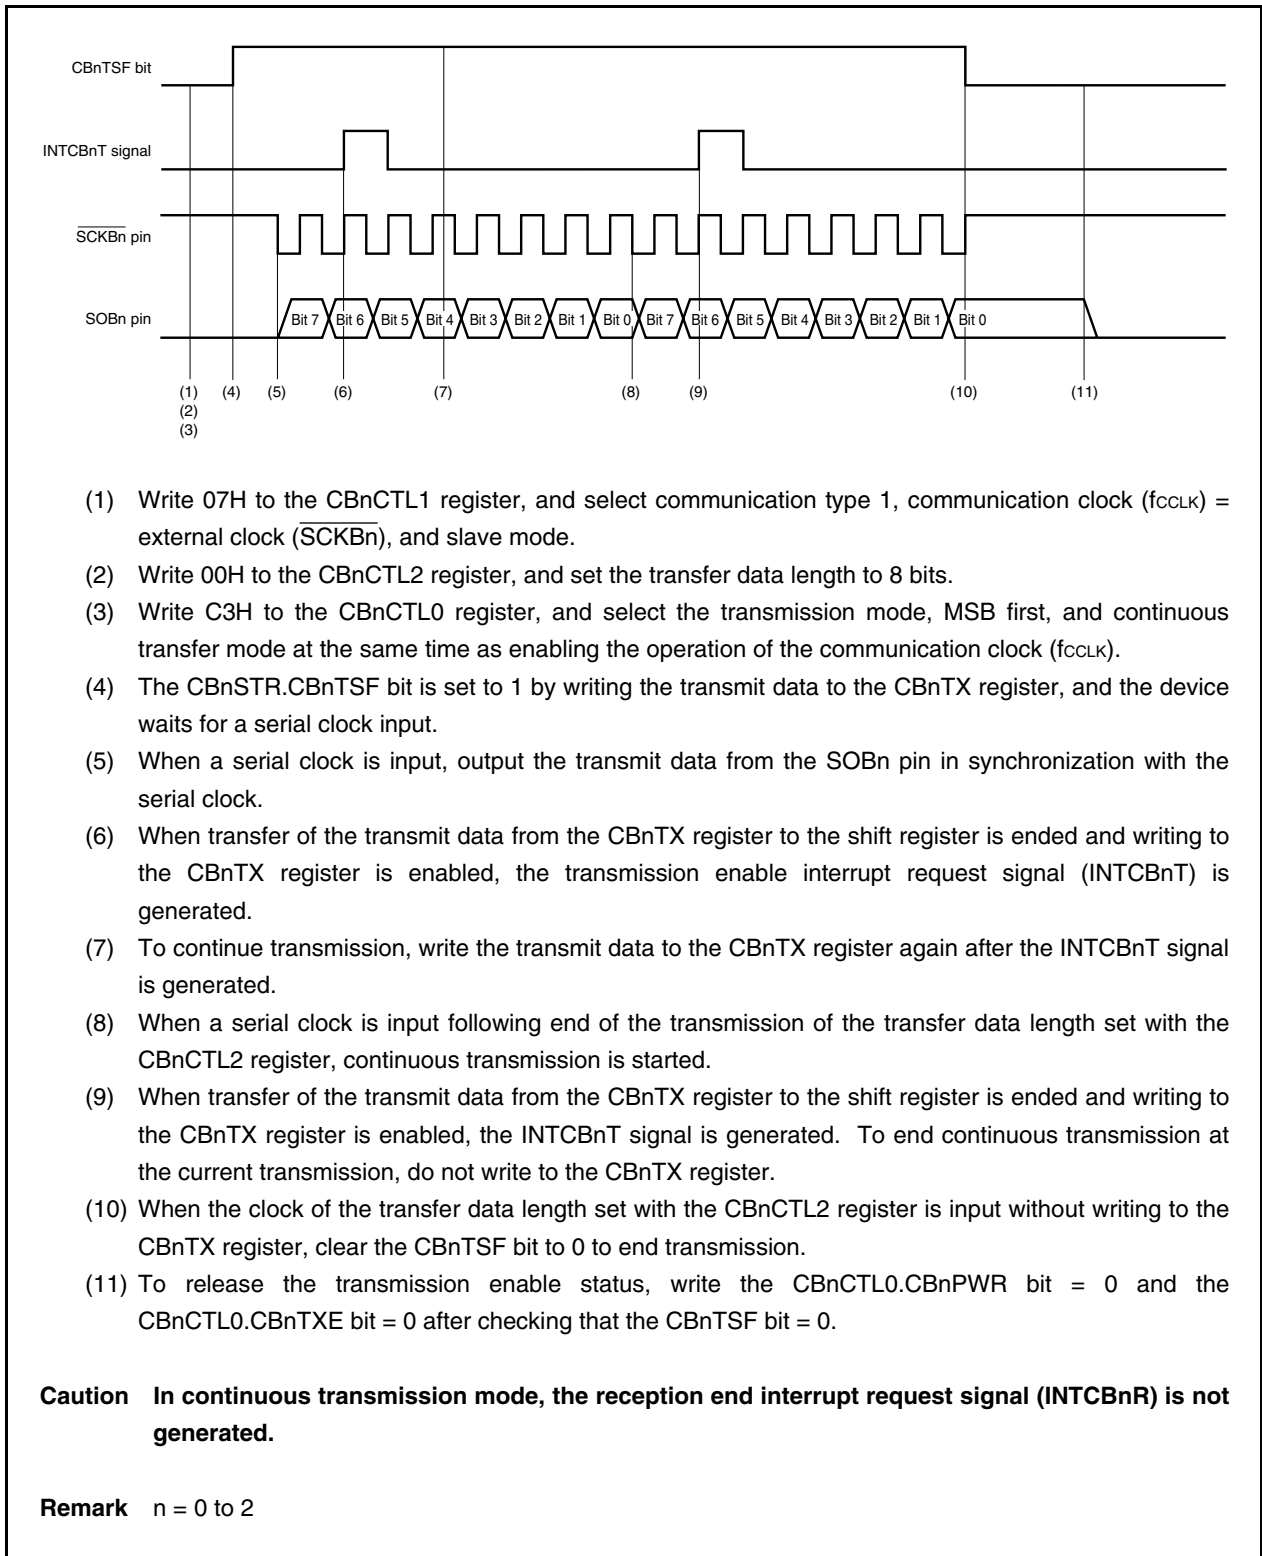 CBnTSF bit
INTCBnT signal
SCKBn pin
SOBn pin
Bit 7 Bit 6 Bit 5 Bit 4 Bit 3 Bit 2 Bit 1 Bit 0 Bit 7 Bit 6 Bit 5 Bit 4 Bit 3 Bit 2 Bit 1 Bit 0
(1) (4) (5) (6) (7) (8) (9) (10) (11)
(2)
(3)
(1) Write 07H to the CBnCTL1 register, and select communication type 1, communication clock (fCCLK) =
external clock (SCKBn), and slave mode.
(2) Write 00H to the CBnCTL2 register, and set the transfer data length to 8 bits.
(3) Write C3H to the CBnCTL0 register, and select the transmission mode, MSB first, and continuous
transfer mode at the same time as enabling the operation of the communication clock (fCCLK).
(4) The CBnSTR.CBnTSF bit is set to 1 by writing the transmit data to the CBnTX register, and the device
waits for a serial clock input.
(5) When a serial clock is input, output the transmit data from the SOBn pin in synchronization with the
serial clock.
(6) When transfer of the transmit data from the CBnTX register to the shift register is ended and writing to
the CBnTX register is enabled, the transmission enable interrupt request signal (INTCBnT) is
generated.
(7) To continue transmission, write the transmit data to the CBnTX register again after the INTCBnT signal
is generated.
(8) When a serial clock is input following end of the transmission of the transfer data length set with the
CBnCTL2 register, continuous transmission is started.
(9) When transfer of the transmit data from the CBnTX register to the shift register is ended and writing to
the CBnTX register is enabled, the INTCBnT signal is generated. To end continuous transmission at
the current transmission, do not write to the CBnTX register.
(10) When the clock of the transfer data length set with the CBnCTL2 register is input without writing to the
CBnTX register, clear the CBnTSF bit to 0 to end transmission.
(11) To release the transmission enable status, write the CBnCTL0.CBnPWR bit = 0 and the
CBnCTL0.CBnTXE bit = 0 after checking that the CBnTSF bit = 0.
Caution In continuous transmission mode, the reception end interrupt request signal (INTCBnR) is not
generated.
Remark n = 0 to 2